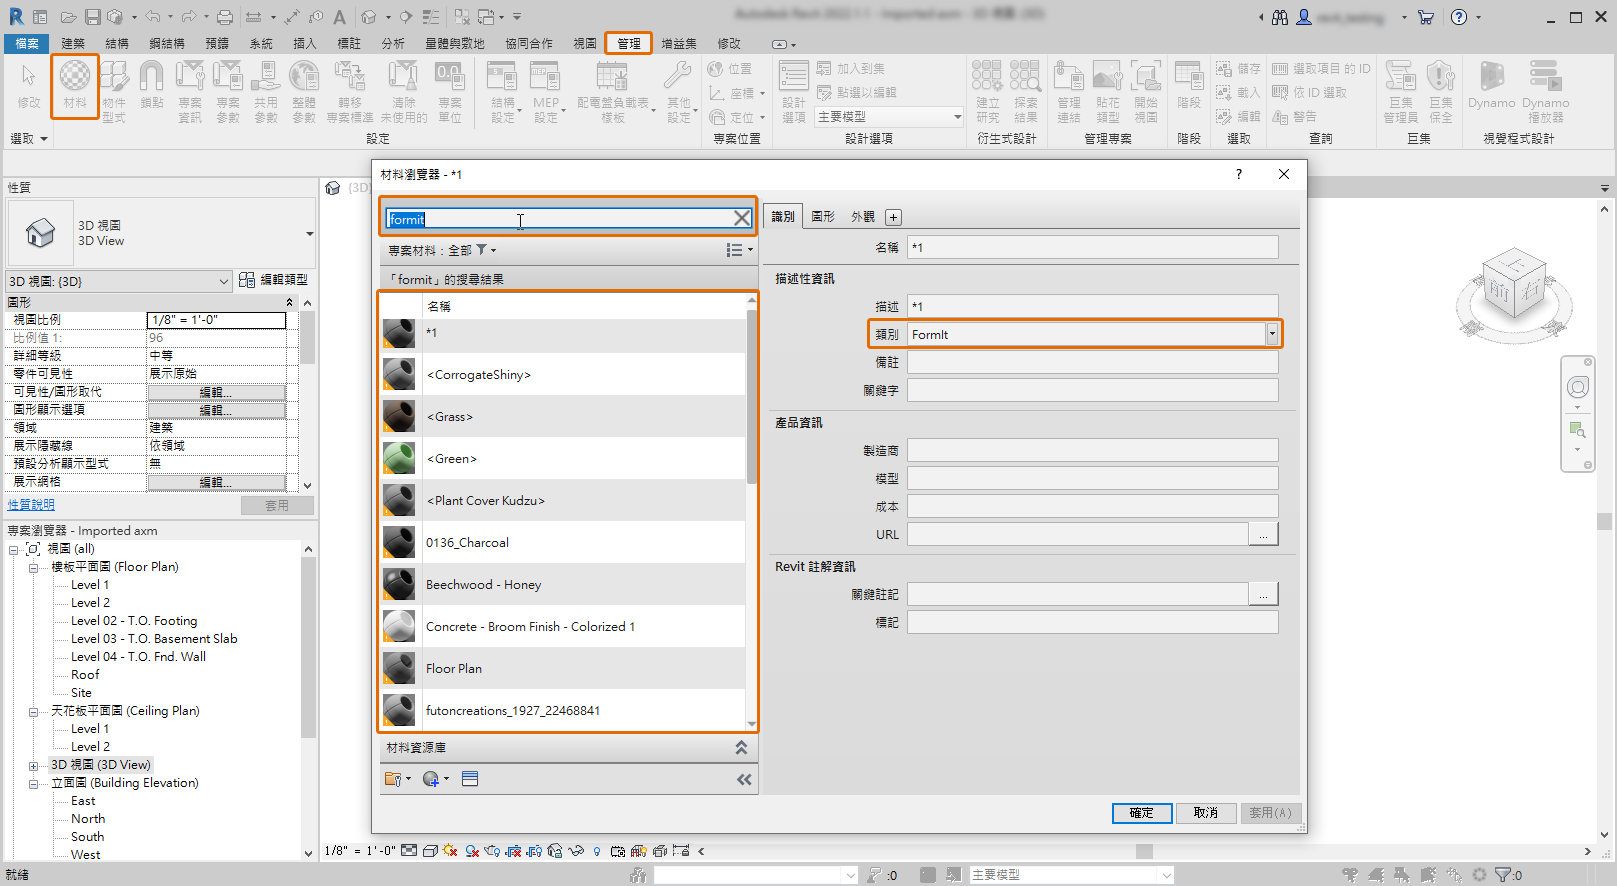 檔案 建築 結構 鋼結構 預鑄 系統 插入 標註 分析 量體與敷地 協同合作 視圖 管理 增益集 修改
修改
材料
物件型式
鎖點
專案資訊
專案參數
共用參數
整體參數
轉移專案標準
清除未使用的
專案單位
結構設定
MEP設定
配電盤負載表樣板
其他設定
位置
座標
定位
設計選項
加入到集
點選以編輯
主要模型
建立研究
探索結果
管理連結
貼花類型
開始視圖
階段
儲存
載入
編輯
選取項目的 ID
依 ID 選取
警告
巨集管理員
巨集保全
Dynamo
Dynamo播放器
選取 設定 專案位置 設計選項 衍生式設計 管理專案 階段 選取 查詢 巨集 視覺程式設計
性質
3D 視圖
3D View
3D 視圖: {3D}
編輯類型
圖形
視圖比例 1/8" = 1'-0"
比例值 1: 96
詳細等級 中等
零件可見性 展示原始
可見性/圖形取代 編輯...
圖形顯示選項 編輯...
領域 建築
展示隱藏線 依領域
預設分析顯示型式 無
展示網格 編輯...
性質說明 套用
專案瀏覽器 - Imported axm
視圖 (all)
樓板平面圖 (Floor Plan)
Level 1
Level 2
Level 02 - T.O. Footing
Level 03 - T.O. Basement Slab
Level 04 - T.O. Fnd. Wall
Roof
Site
天花板平面圖 (Ceiling Plan)
Level 1
Level 2
3D 視圖 (3D View)
立面圖 (Building Elevation)
East
North
South
West
{3D}
材料瀏覽器 - *1
?
formit
專案材料：全部
「formit」的搜尋結果
名稱
*1
<CorrogateShiny>
<Grass>
<Green>
<Plant Cover Kudzu>
0136_Charcoal
Beechwood - Honey
Concrete - Broom Finish - Colorized 1
Floor Plan
futoncreations_1927_22468841
材料資源庫
識別 圖形 外觀 +
名稱 *1
描述性資訊
描述 *1
類別 FormIt
備註
關鍵字
產品資訊
製造商
模型
成本
URL ...
Revit 註解資訊
關鍵註記 ...
標記
確定 取消 套用(A)
前 右
1/8" = 1'-0"
就緒
:0
主要模型
:0